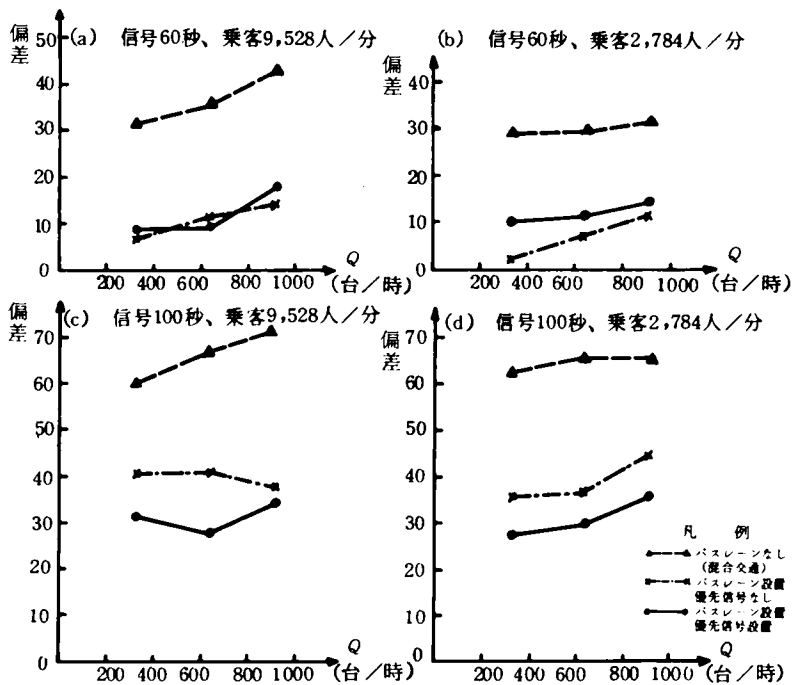 偏差
(a) 信号60秒、乗客9,528人／分
50
40
30
20
10
0
200 400 600 800 1000
Q
(台／時)
偏差
(b) 信号60秒、乗客2,784人／分
40
30
20
10
0
200 400 600 800 1000
Q
(台／時)
偏差
(c) 信号100秒、乗客9,528人／分
70
60
50
40
30
20
10
0
200 400 600 800 1000
Q
(台／時)
偏差
(d) 信号100秒、乗客2,784人／分
70
60
50
40
30
20
10
0
200 400 600 800 1000
Q
(台／時)
凡 例
バスレーンなし
(混合交通)
バスレーン設置
優先信号なし
バスレーン設置
優先信号設置